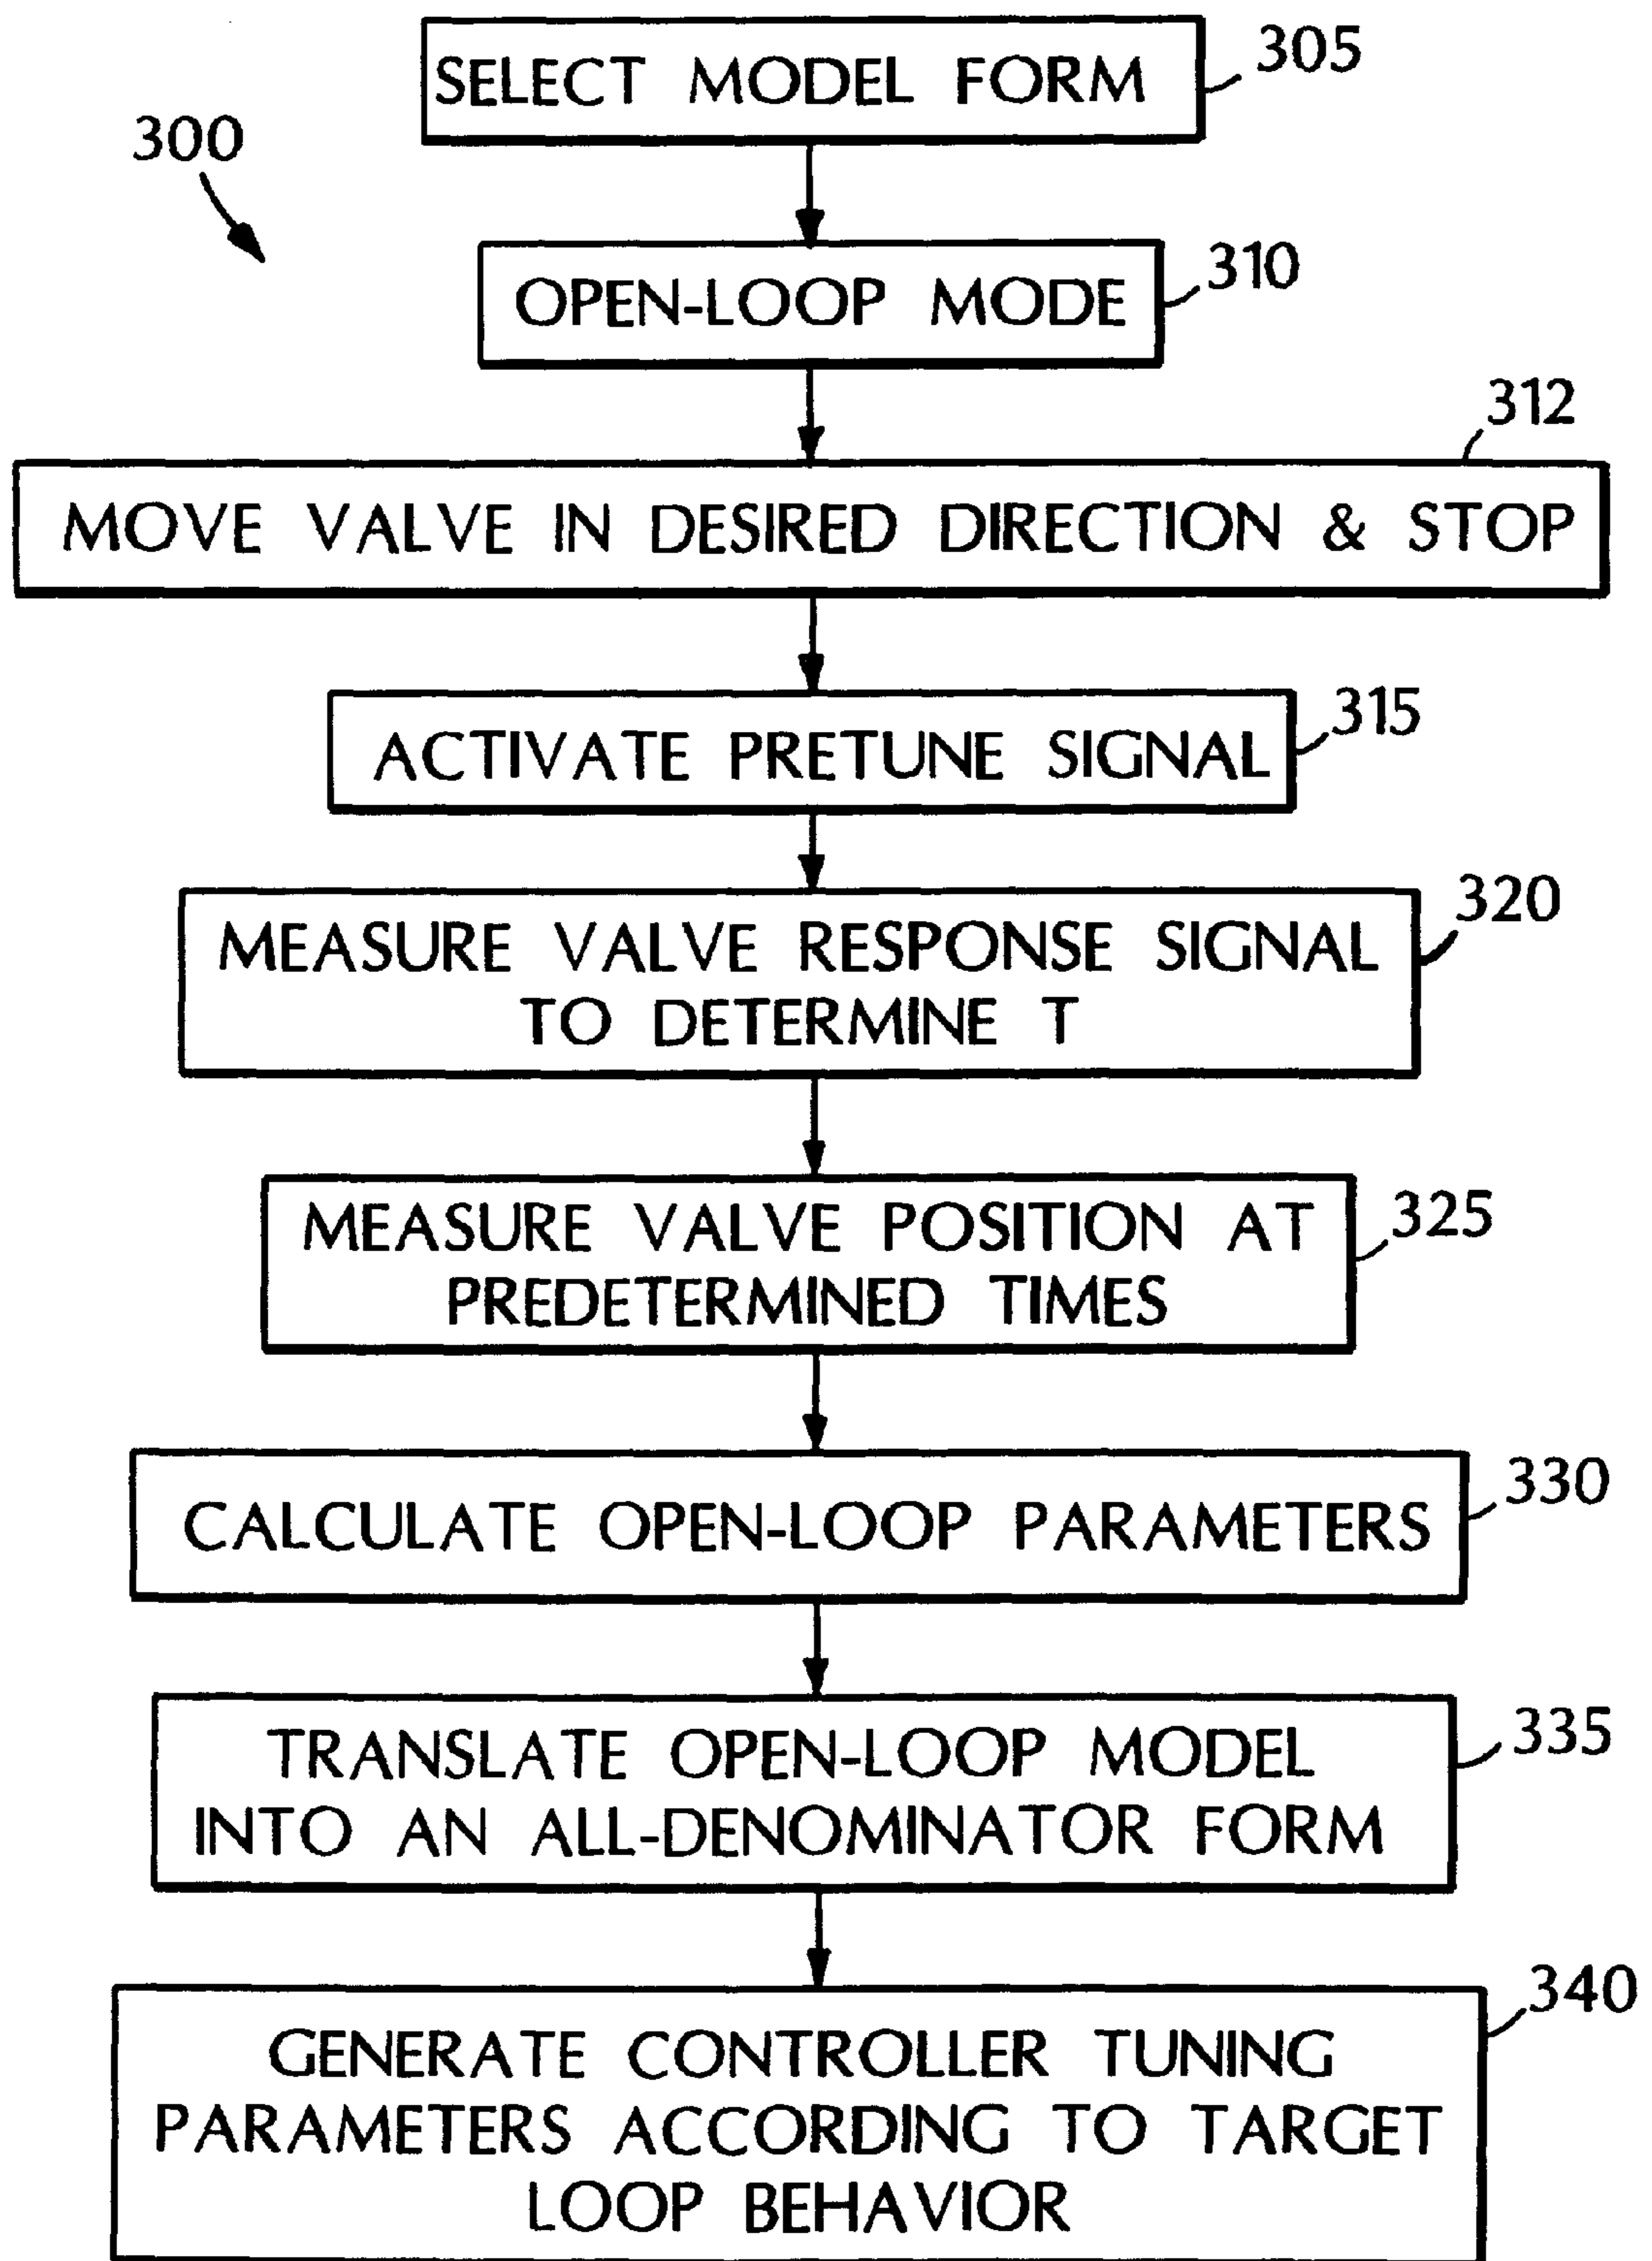 SELECT MODEL FORM
305
300
OPEN-LOOP MODE
310
312
MOVE VALVE IN DESIRED DIRECTION & STOP
ACTIVATE PRETUNE SIGNAL
315
MEASURE VALVE RESPONSE SIGNAL
TO DETERMINE T
320
MEASURE VALVE POSITION AT
PREDETERMINED TIMES
325
CALCULATE OPEN-LOOP PARAMETERS
330
TRANSLATE OPEN-LOOP MODEL
INTO AN ALL-DENOMINATOR FORM
335
GENERATE CONTROLLER TUNING
PARAMETERS ACCORDING TO TARGET
LOOP BEHAVIOR
340